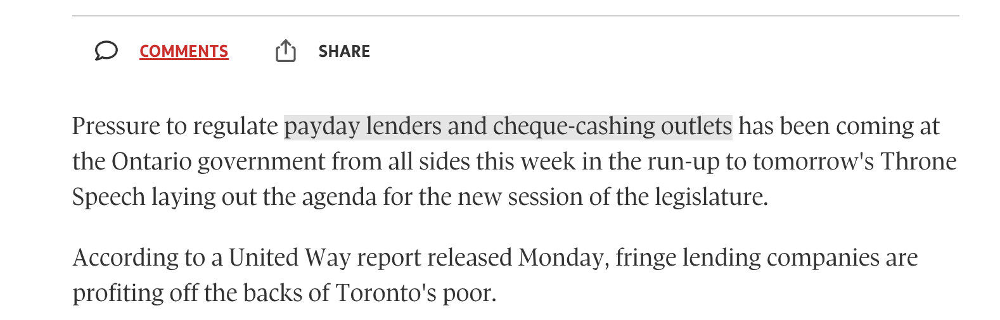 COMMENTS SHARE
Pressure to regulate payday lenders and cheque-cashing outlets has been coming at
the Ontario government from all sides this week in the run-up to tomorrow's Throne
Speech laying out the agenda for the new session of the legislature.
According to a United Way report released Monday, fringe lending companies are
profiting off the backs of Toronto's poor.